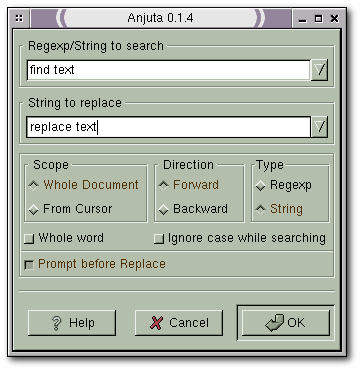 Anjuta 0.1.4
Regexp/String to search
find text
String to replace
replace text
Scope Direction Type
Whole Document Forward Regexp
From Cursor Backward String
Whole word Ignore case while searching
Prompt before Replace
? Help Cancel OK